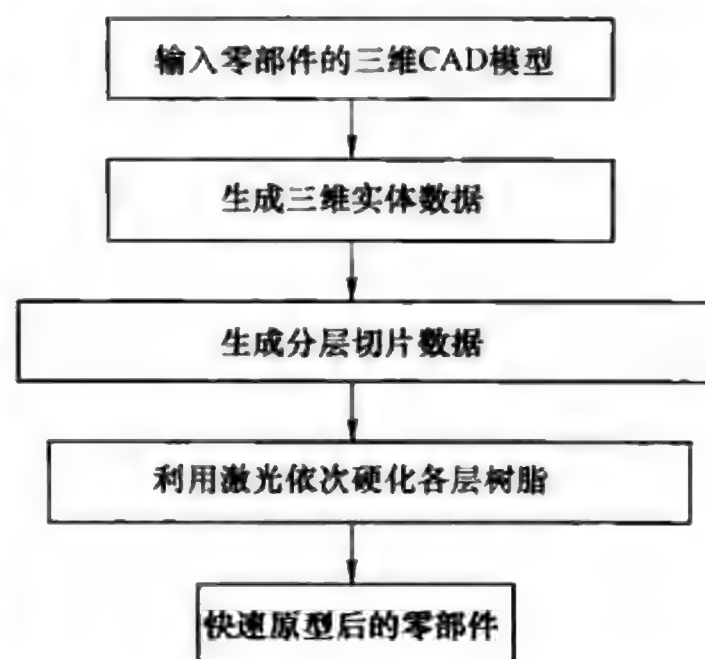 输入零部件的三维CAD模型
生成三维实体数据
生成分层切片数据
利用激光依次硬化各层树脂
快速原型后的零部件